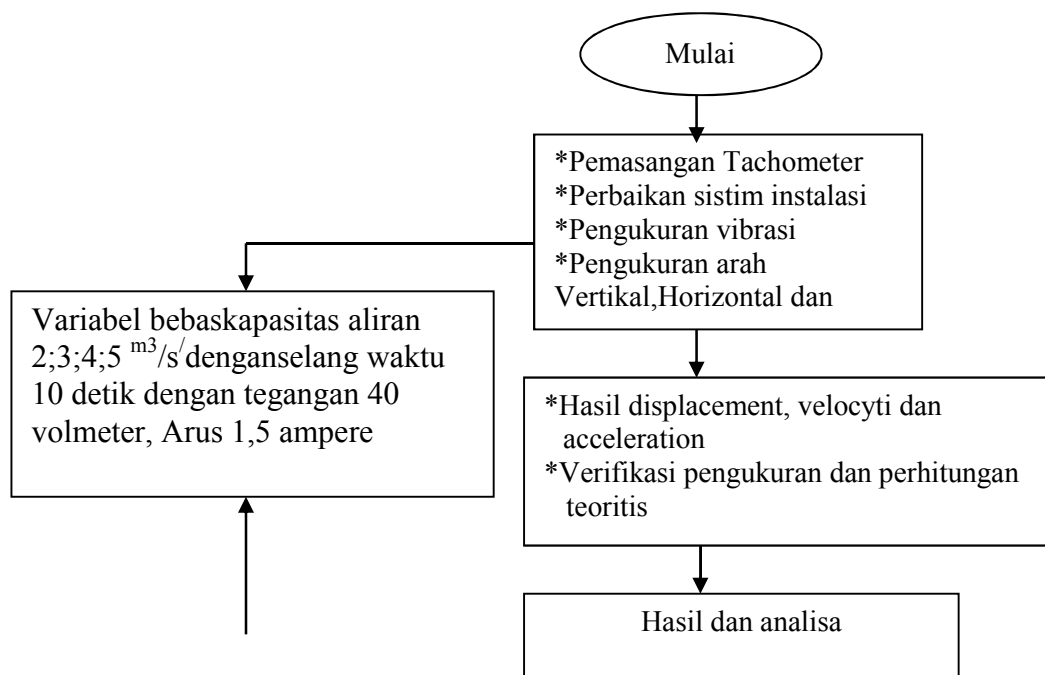 Mulai
*Pemasangan Tachometer
*Perbaikan sistim instalasi
*Pengukuran vibrasi
*Pengukuran arah
Vertikal,Horizontal dan
Variabel bebaskapasitas aliran
2;3;4;5 m3/s/denganselang waktu
10 detik dengan tegangan 40
volmeter, Arus 1,5 ampere
*Hasil displacement, velocyti dan
acceleration
*Verifikasi pengukuran dan perhitungan
teoritis
Hasil dan analisa